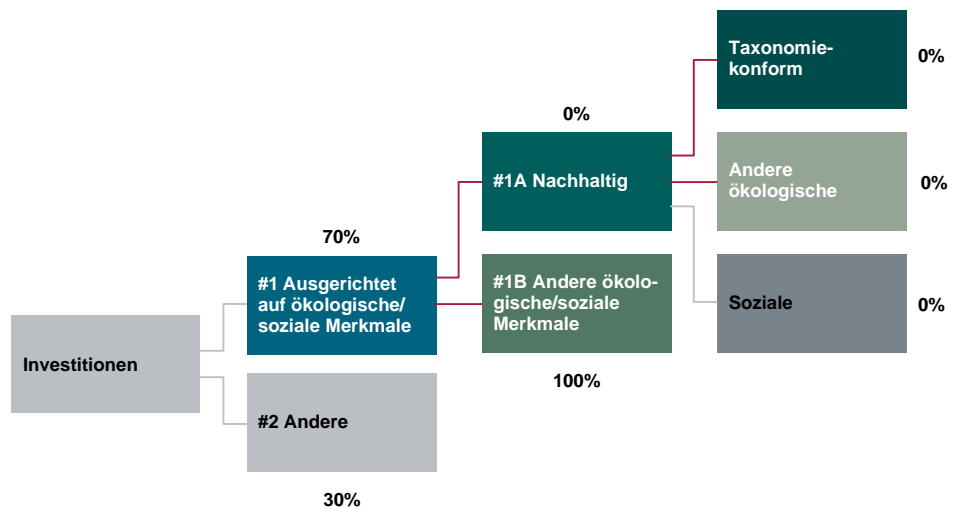 Taxonomie-
konform
0%
0%
#1A Nachhaltig
Andere
ökologische
0%
70%
#1 Ausgerichtet
auf ökologische/
soziale Merkmale
#1B Andere ökolo-
gische/soziale
Merkmale
Soziale
0%
Investitionen
100%
#2 Andere
30%